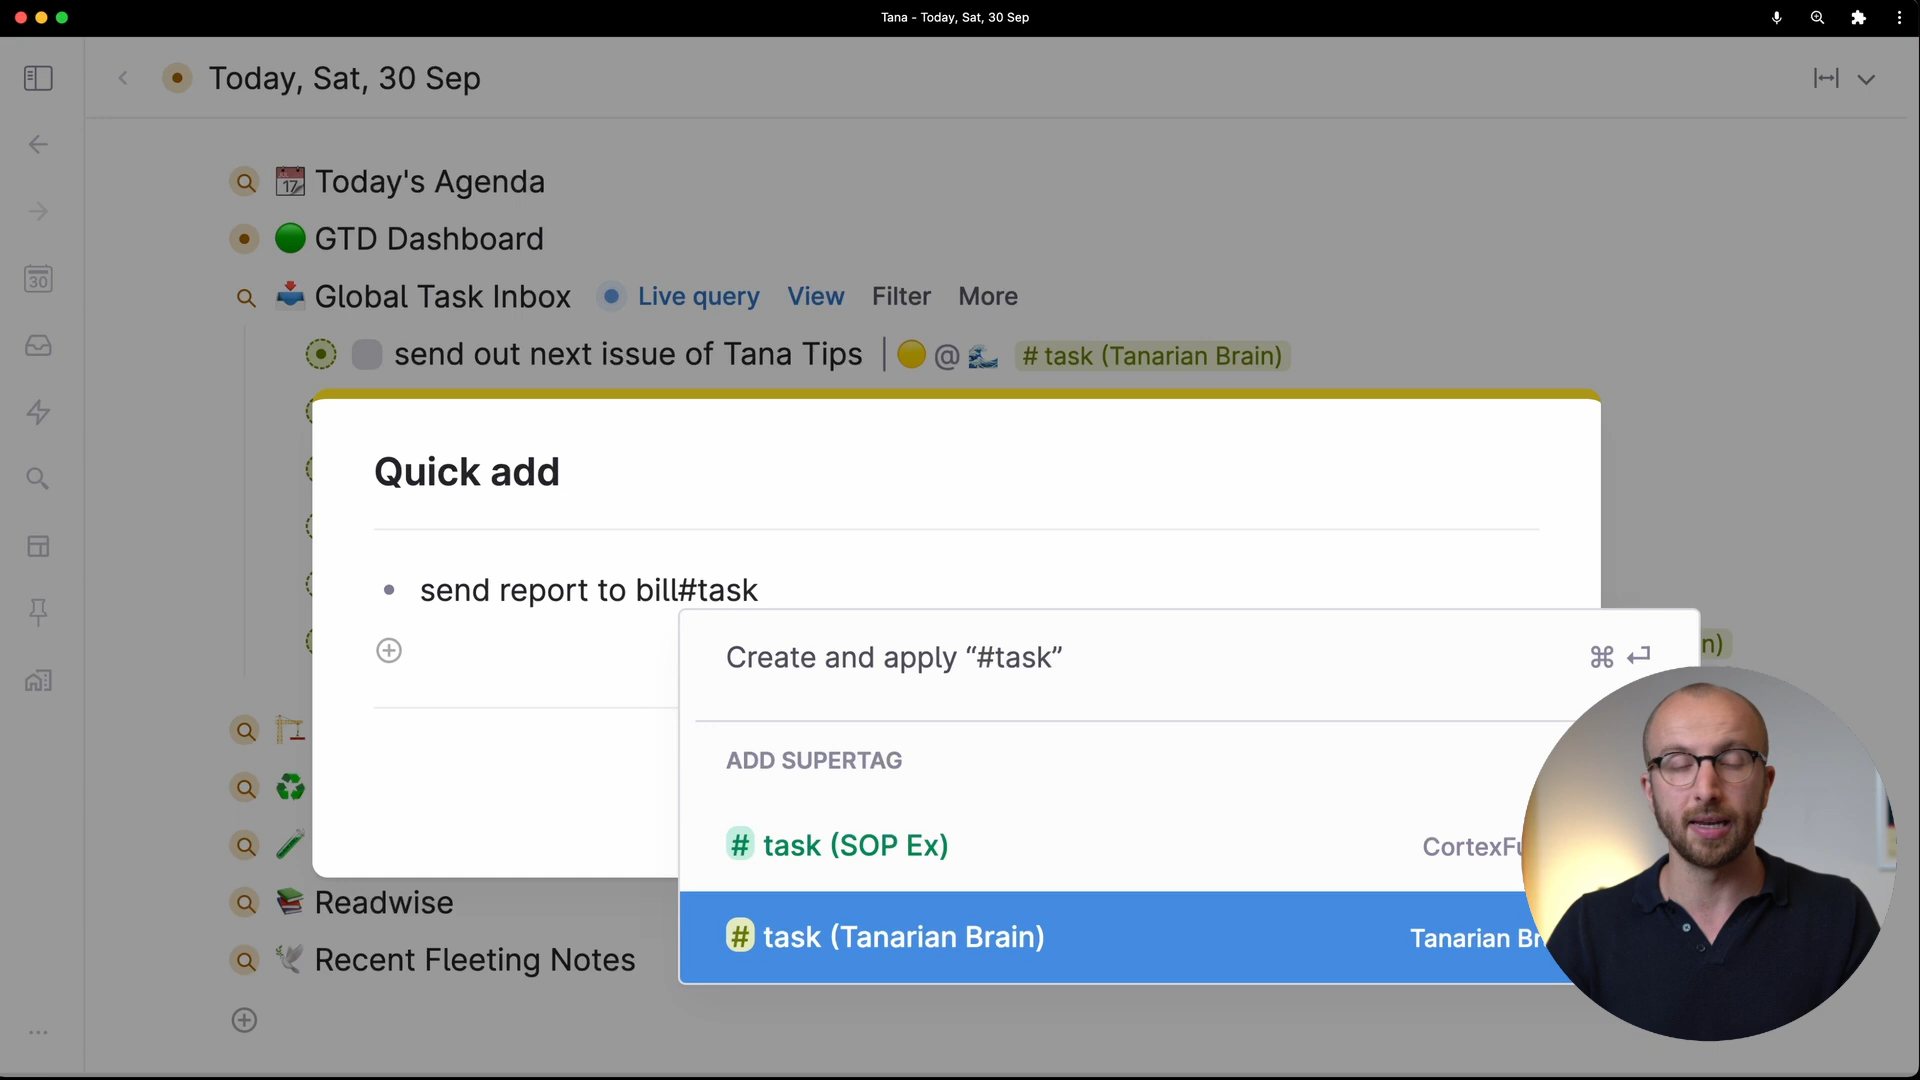 Tana - Today, Sat, 30 Sep
Today, Sat, 30 Sep
Today's Agenda
GTD Dashboard
30
Global Task Inbox Live query View Filter More
send out next issue of Tana Tips | @ # task (Tanarian Brain)
Quick add
send report to bill#task
Create and apply “#task” ⌘ ↵
ADD SUPERTAG
# task (SOP Ex)
# task (Tanarian Brain) Tanarian
Readwise
Recent Fleeting Notes